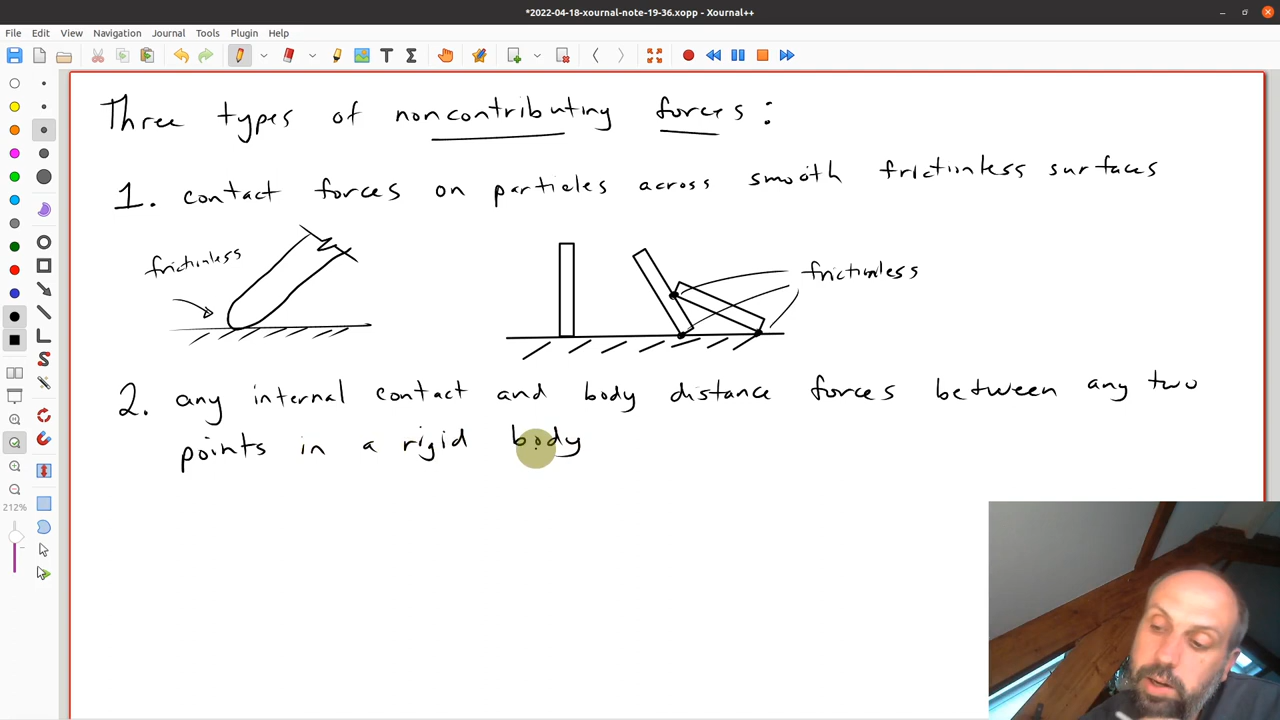 *2022-04-18-xournal-note-19-36.xopp - Xournal++
File Edit View Navigation Journal Tools Plugin Help
Three types of noncontributing forces:
1. contact forces on particles across smooth frictionless surfaces
frictionless
frictionless
2. any internal contact and body distance forces between any two
points in a rigid body
212%